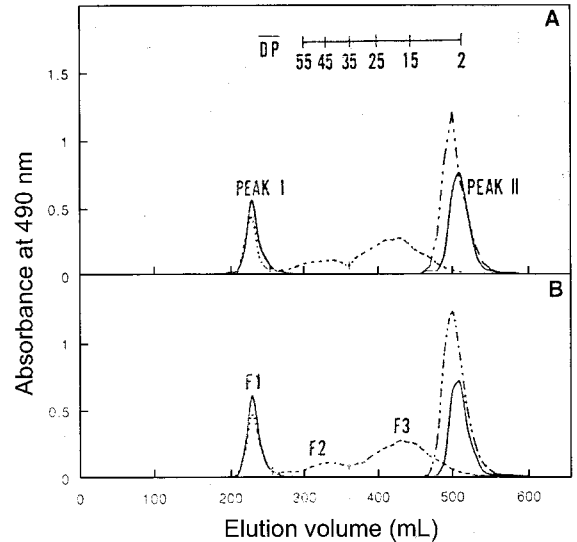 A
DP
55 45 35 25 15 2
1.5
1
PEAK I
PEAK II
0.5
0
B
1
F1
0.5
F2
F3
0
0 100 200 300 400 500 600
Absorbance at 490 nm
Elution volume (mL)